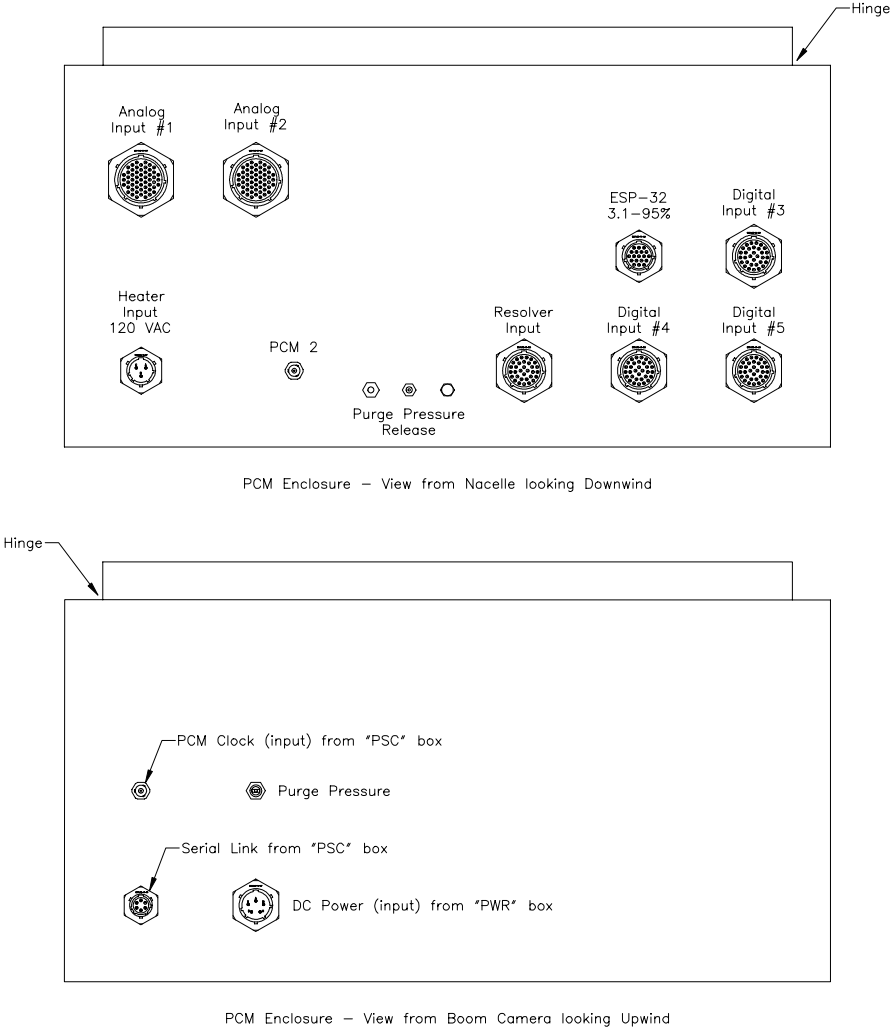 Hinge
Analog
Input #1
Analog
Input #2
ESP-32
3.1-95%
Digital
Input #3
Heater
Input
120 VAC
PCM 2
Resolver
Input
Digital
Input #4
Digital
Input #5
Purge Pressure
Release
PCM Enclosure - View from Nacelle looking Downwind
Hinge
PCM Clock (input) from "PSC" box
Purge Pressure
Serial Link from "PSC" box
DC Power (input) from "PWR" box
PCM Enclosure - View from Boom Camera looking Upwind